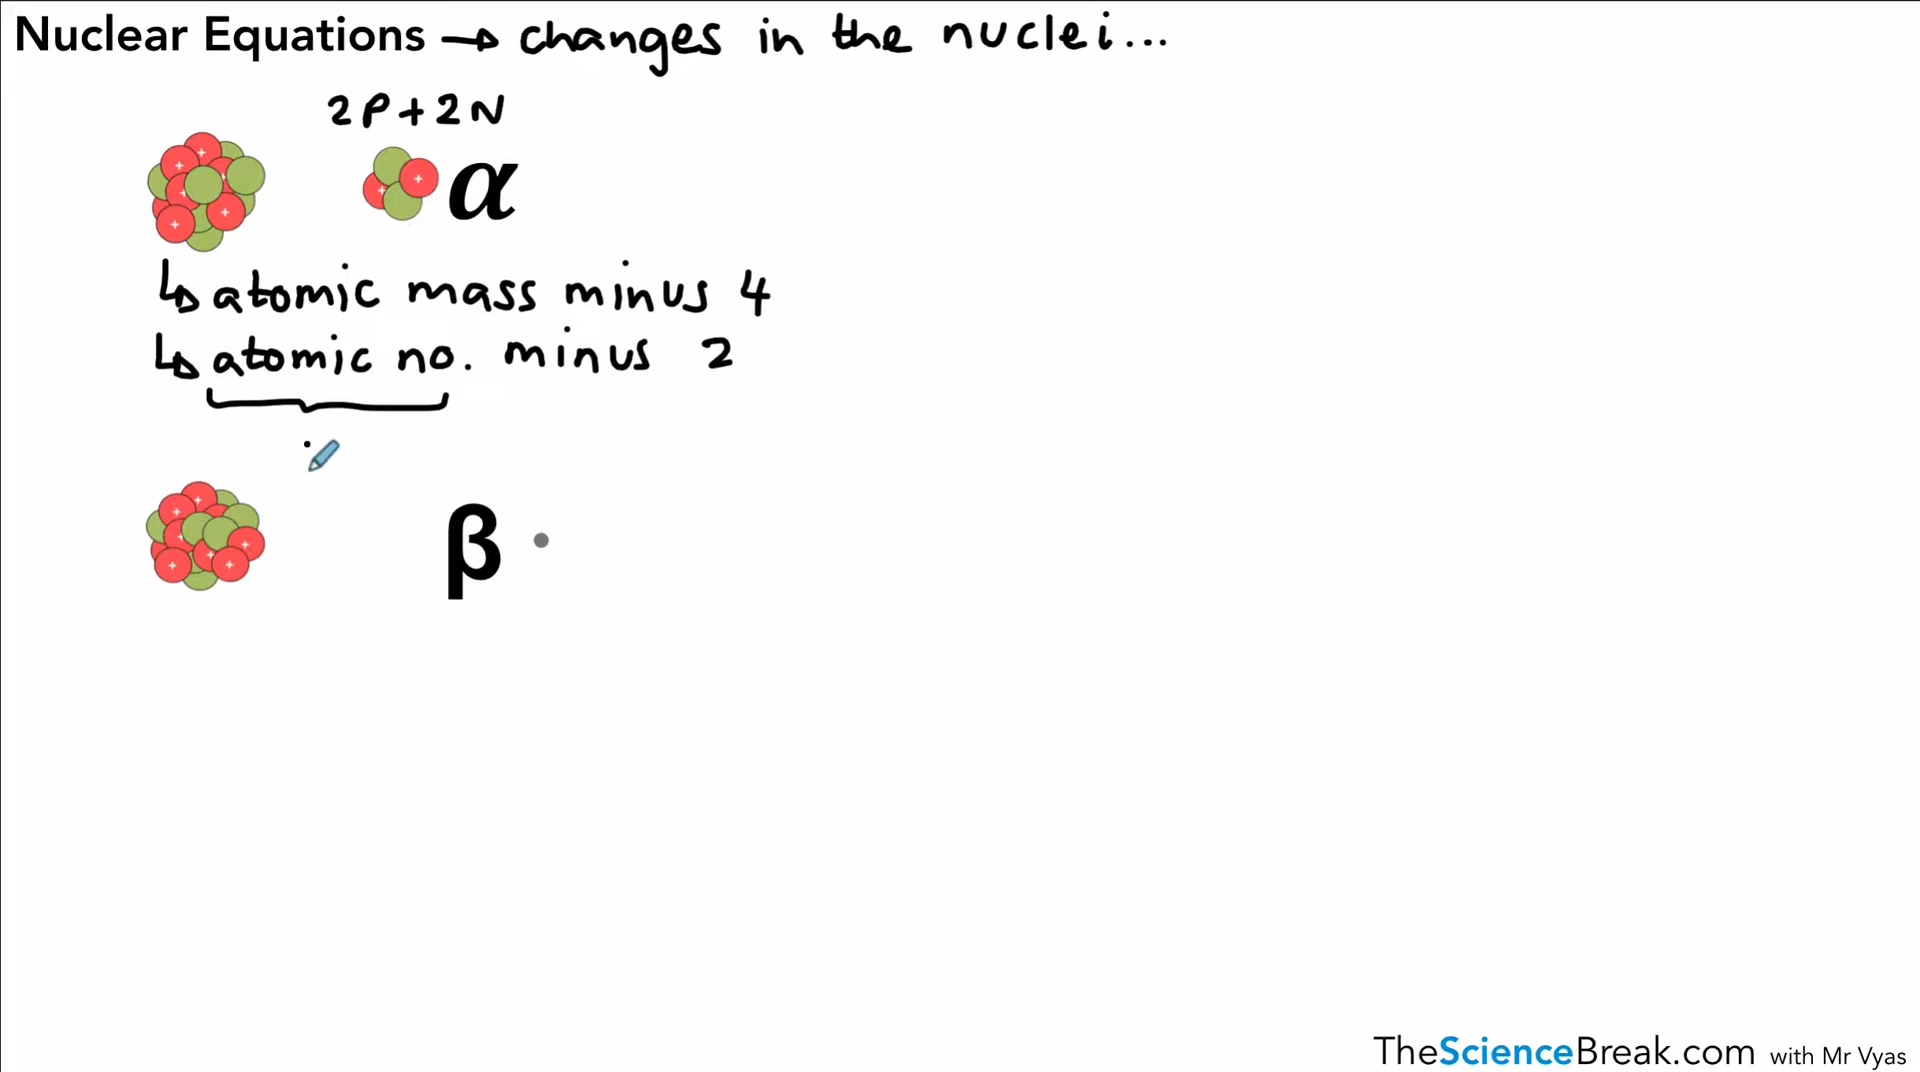 Nuclear Equations → changes in the nuclei...
2P+2N
α
↳ atomic mass minus 4
↳ atomic no. minus 2
β
TheScienceBreak.com with Mr Vyas